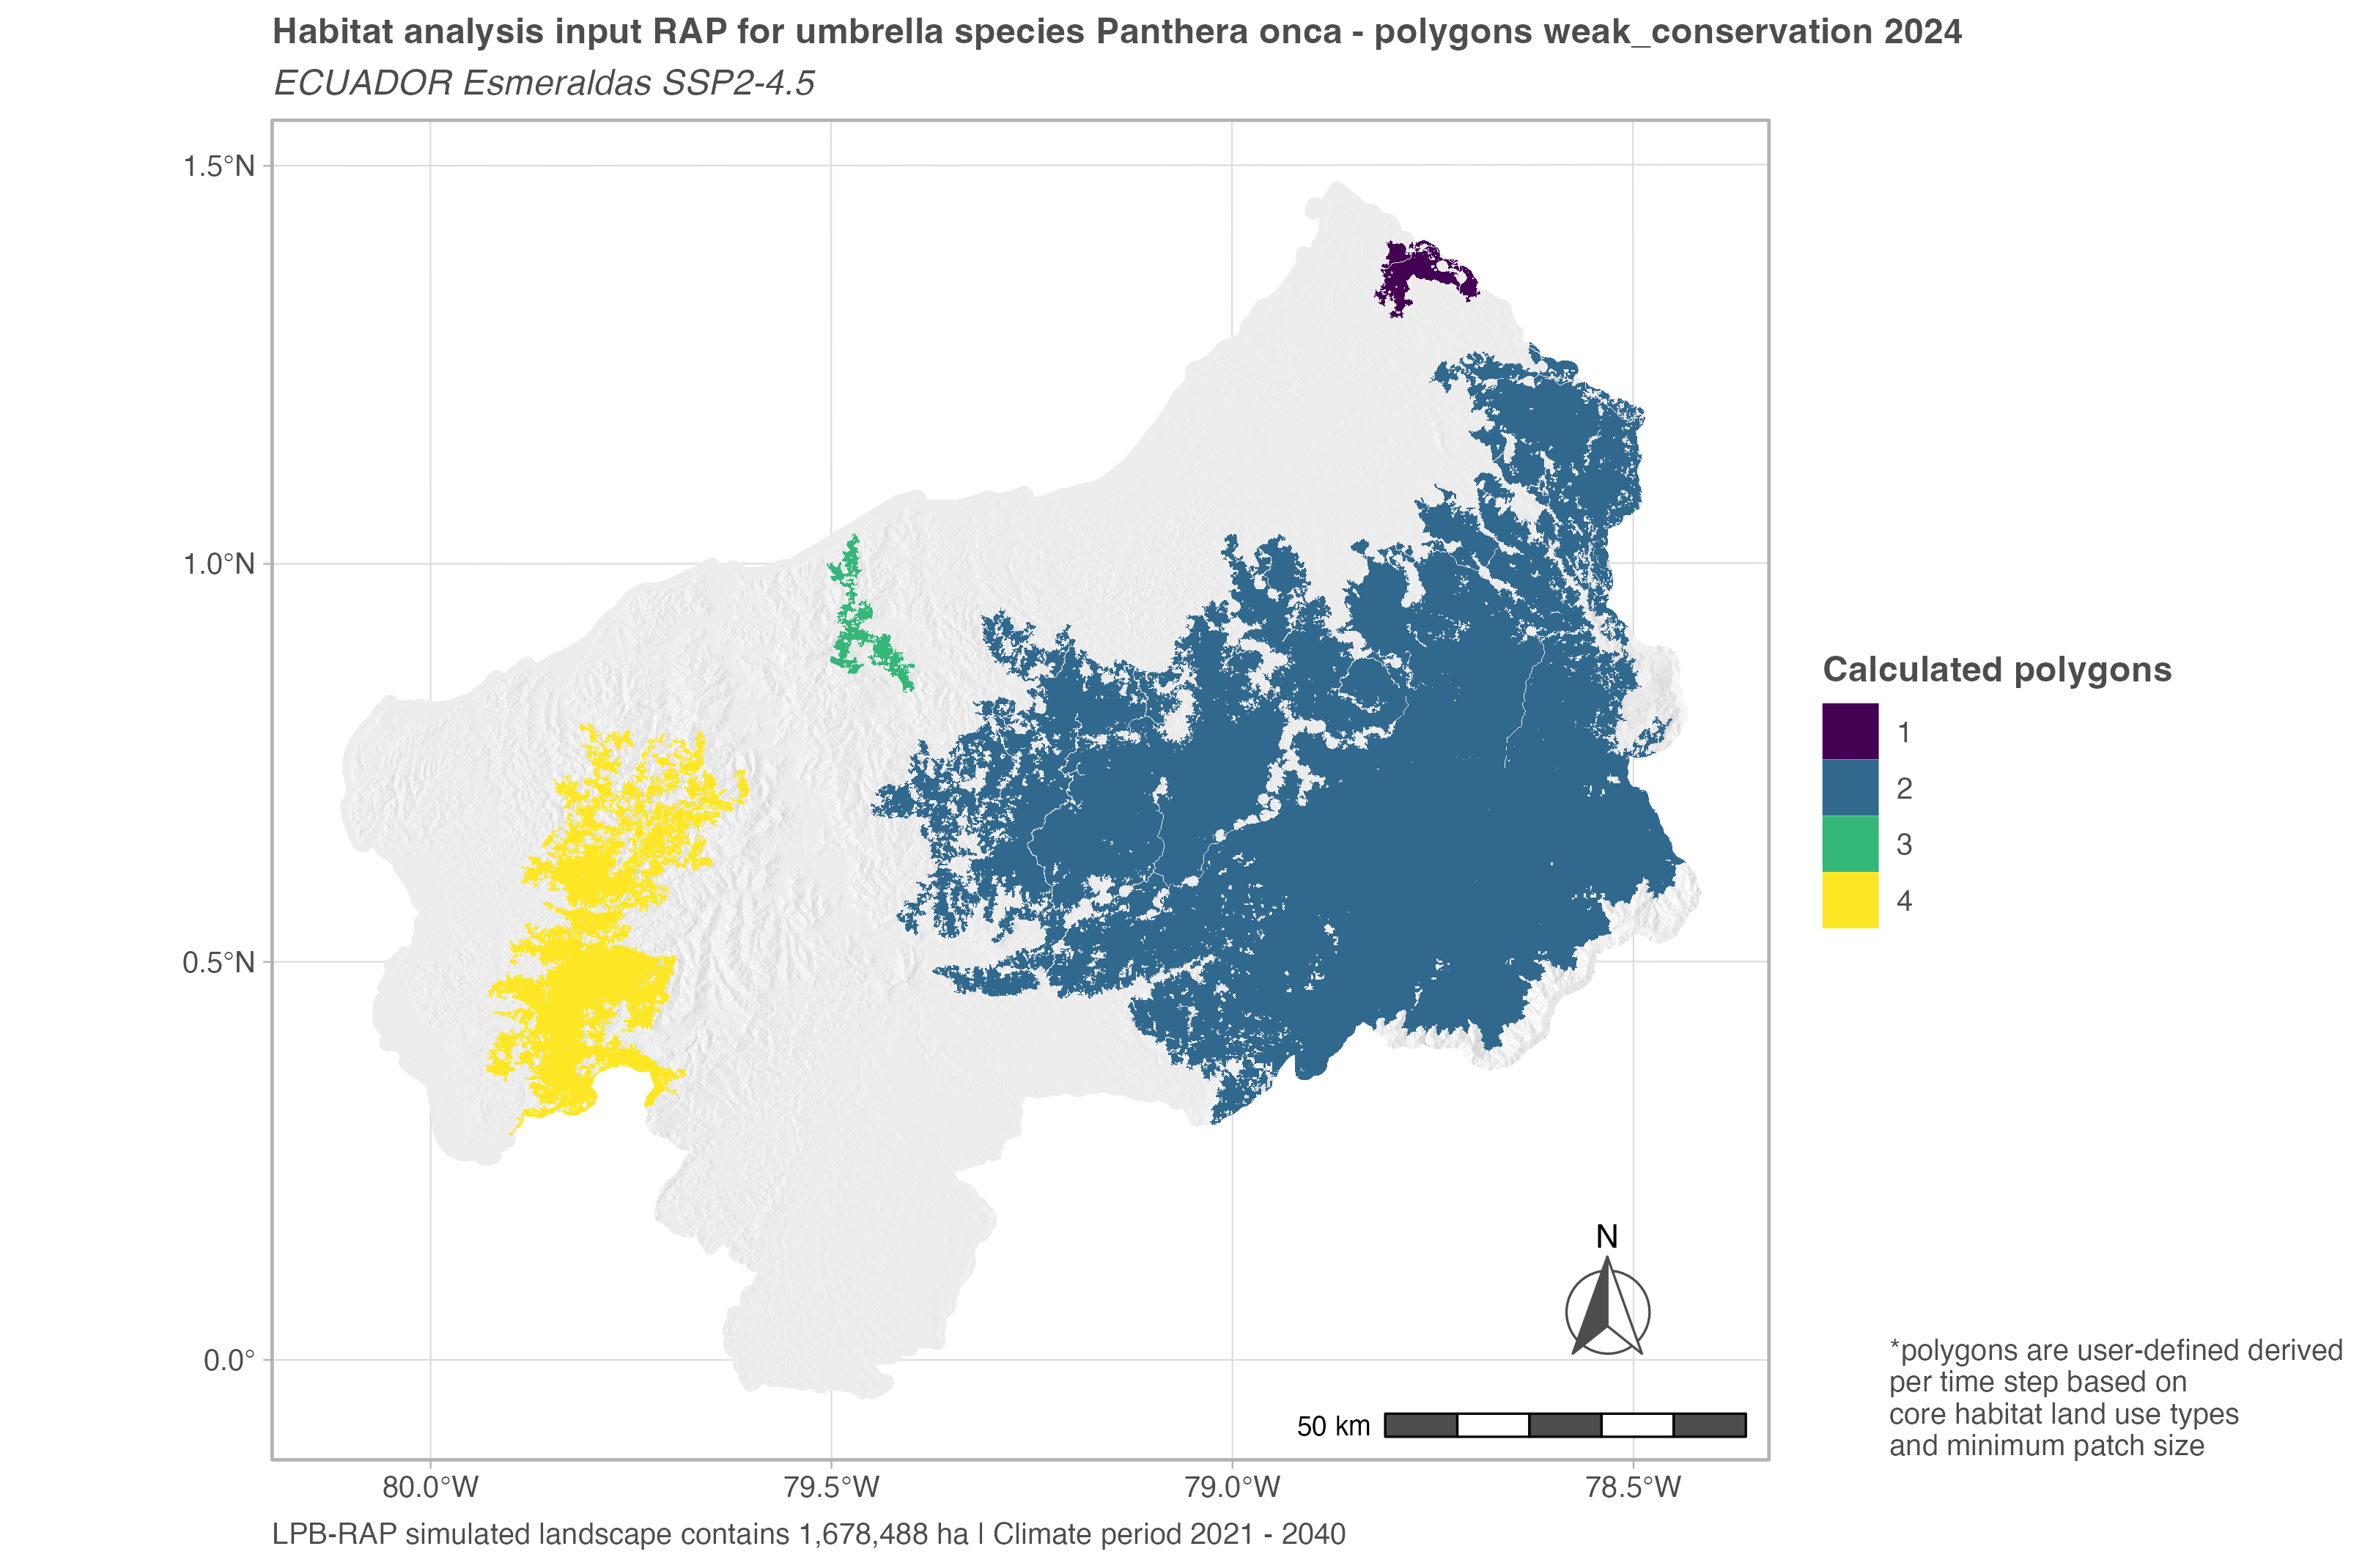 Habitat analysis input RAP for umbrella species Panthera onca - polygons weak_conservation 2024
ECUADOR Esmeraldas SSP2-4.5
1.5°N
1.0°N
0.5°N
0.0°
80.0°W
79.5°W
79.0°W
78.5°W
N
50 km
Calculated polygons
1
2
3
4
*polygons are user-defined derived
per time step based on
core habitat land use types
and minimum patch size
LPB-RAP simulated landscape contains 1,678,488 ha | Climate period 2021 - 2040